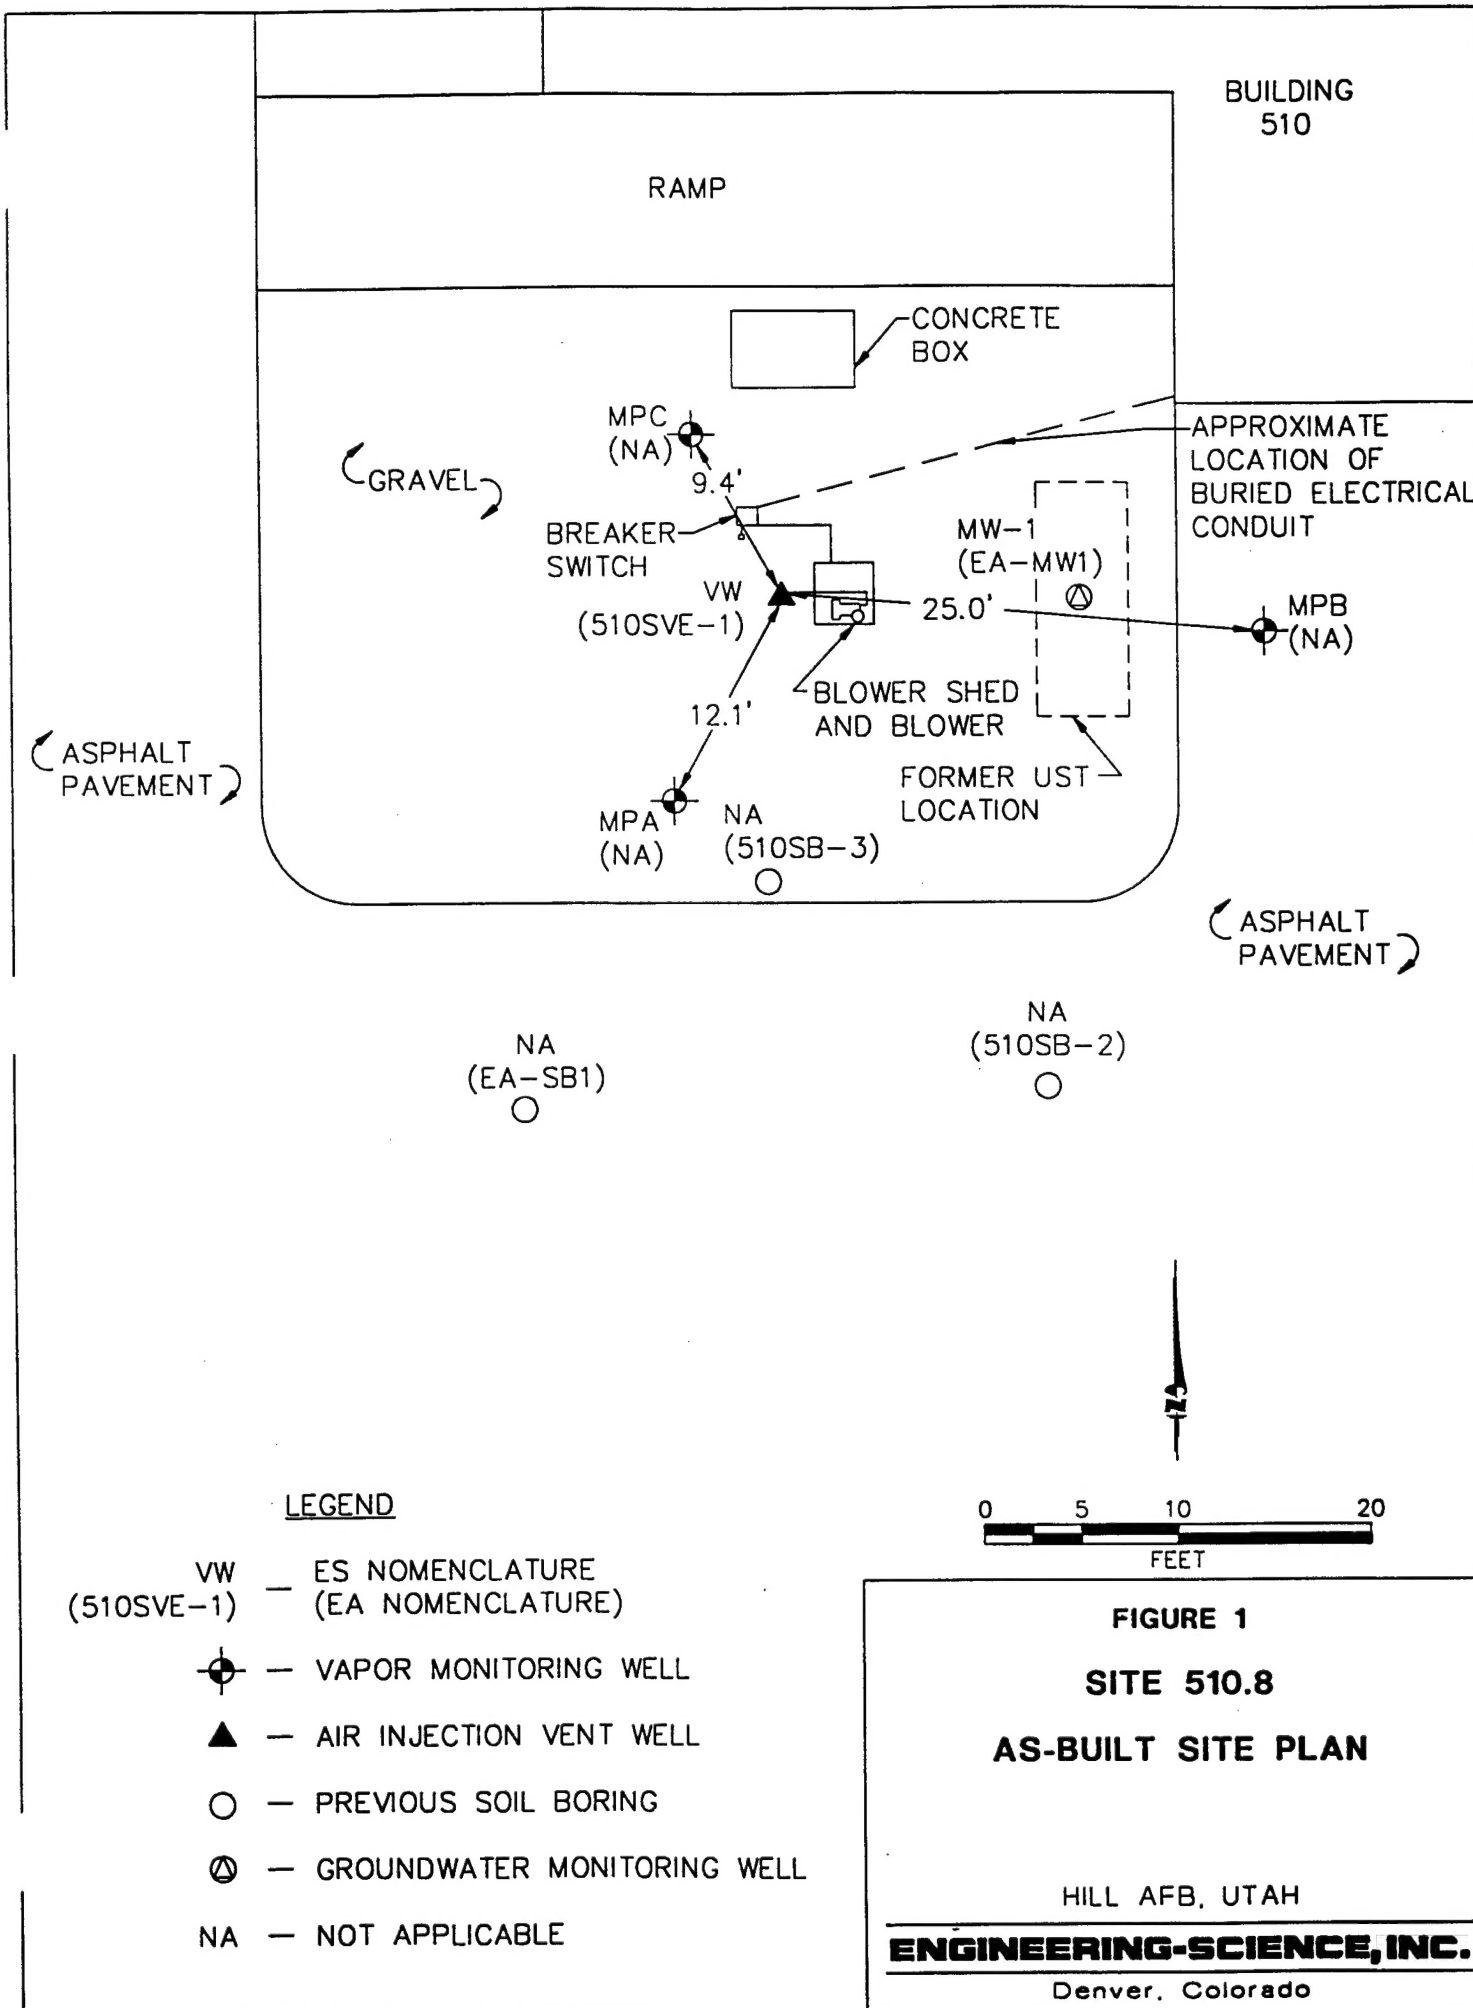 BUILDING
510
RAMP
CONCRETE
BOX
MPC
(NA)
9.4'
GRAVEL
APPROXIMATE
LOCATION OF
BURIED ELECTRICAL
CONDUIT
BREAKER
SWITCH
MW-1
(EA-MW1)
VW
(510SVE-1)
25.0'
MPB
(NA)
BLOWER SHED
AND BLOWER
12.1'
ASPHALT
PAVEMENT
FORMER UST
LOCATION
MPA
(NA)
NA
(510SB-3)
ASPHALT
PAVEMENT
NA
(510SB-2)
NA
(EA-SB1)
N
LEGEND
VW
(510SVE-1)
— ES NOMENCLATURE
(EA NOMENCLATURE)
— VAPOR MONITORING WELL
— AIR INJECTION VENT WELL
— PREVIOUS SOIL BORING
— GROUNDWATER MONITORING WELL
NA — NOT APPLICABLE
0 5 10 20
FEET
FIGURE 1
SITE 510.8
AS-BUILT SITE PLAN
HILL AFB, UTAH
ENGINEERING-SCIENCE, INC.
Denver, Colorado